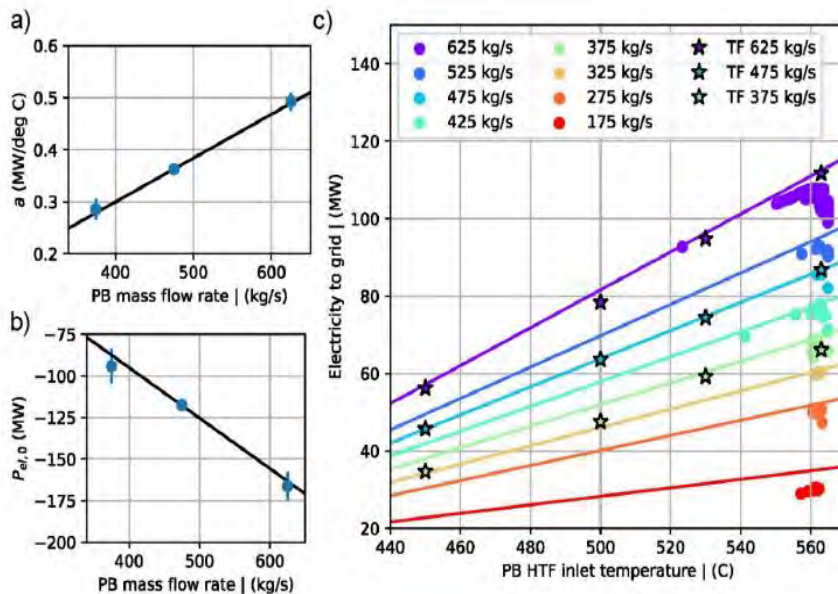 a)
0.6
0.5
0.4
0.3
0.2
a (MW/deg C)
400 500 600
PB mass flow rate | (kg/s)
b)
−75
−100
−125
−150
−175
−200
P_el,0 (MW)
400 500 600
PB mass flow rate | (kg/s)
c)
625 kg/s 375 kg/s TF 625 kg/s
525 kg/s 325 kg/s TF 475 kg/s
475 kg/s 275 kg/s TF 375 kg/s
425 kg/s 175 kg/s
140
120
100
80
60
40
20
Electricity to grid | (MW)
440 460 480 500 520 540 560
PB HTF inlet temperature | (C)